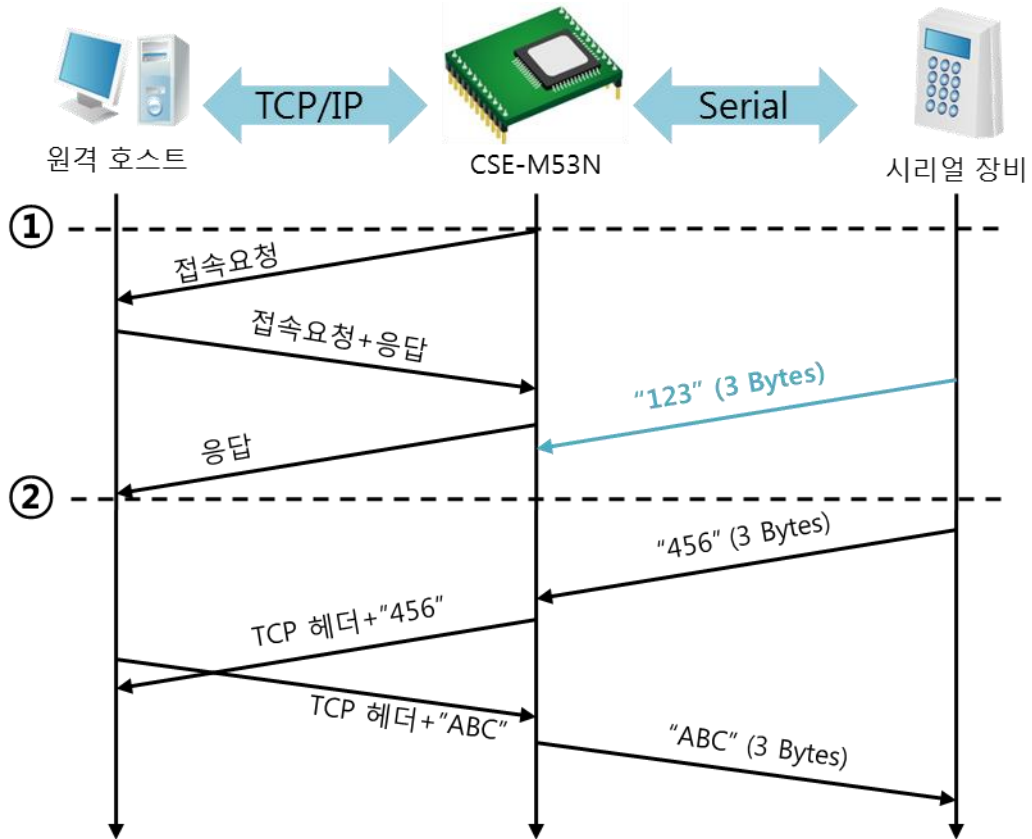 TCP/IP
Serial
원격 호스트
CSE-M53N
시리얼 장비
①
접속요청
접속요청+응답
“123” (3 Bytes)
응답
②
“456” (3 Bytes)
TCP 헤더+”456”
TCP 헤더+”ABC”
“ABC” (3 Bytes)